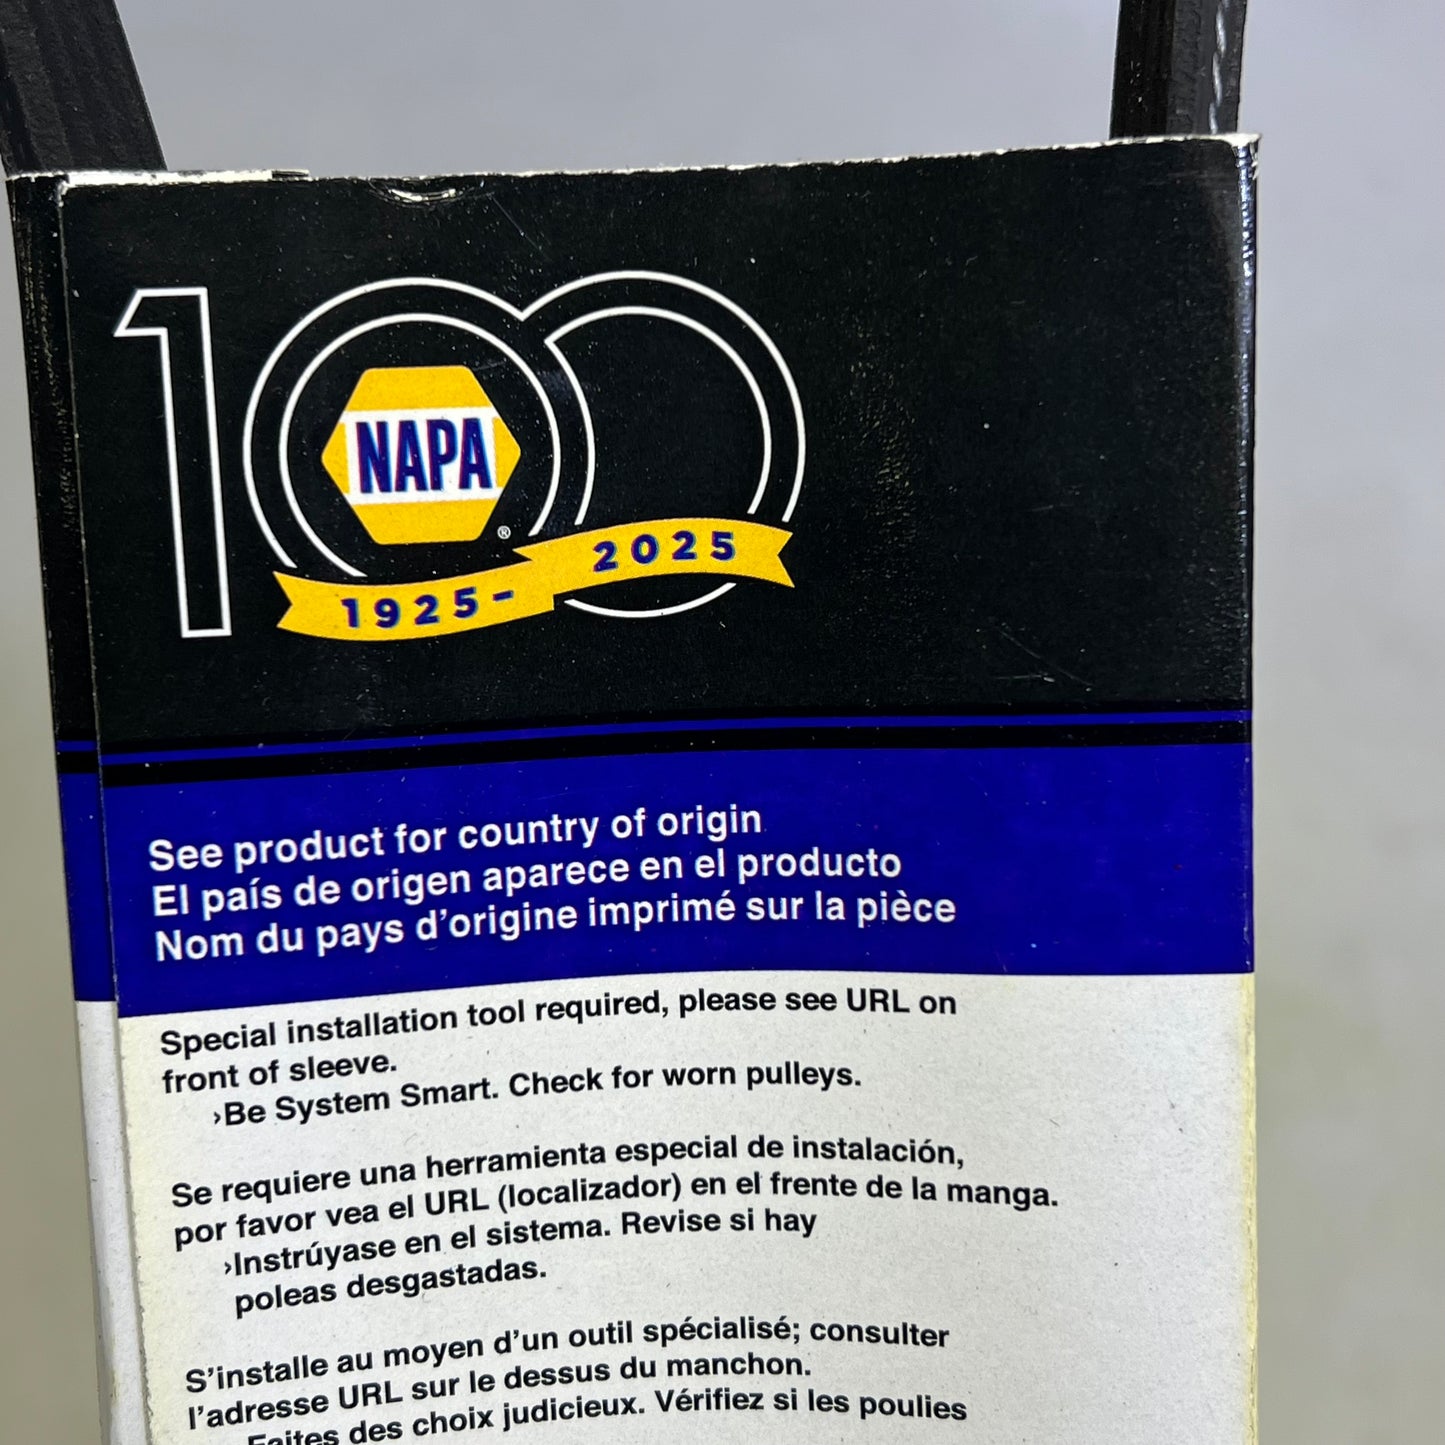 100
NAPA®
1925-2025
See product for country of origin
El país de origen aparece en el producto
Nom du pays d'origine imprimé sur la pièce
Special installation tool required, please see URL on
front of sleeve.
›Be System Smart. Check for worn pulleys.
Se requiere una herramienta especial de instalación,
por favor vea el URL (localizador) en el frente de la manga.
›Instrúyase en el sistema. Revise si hay
poleas desgastadas.
S'installe au moyen d'un outil spécialisé; consulter
l'adresse URL sur le dessus du manchon.
Faites des choix judicieux. Vérifiez si les poulies